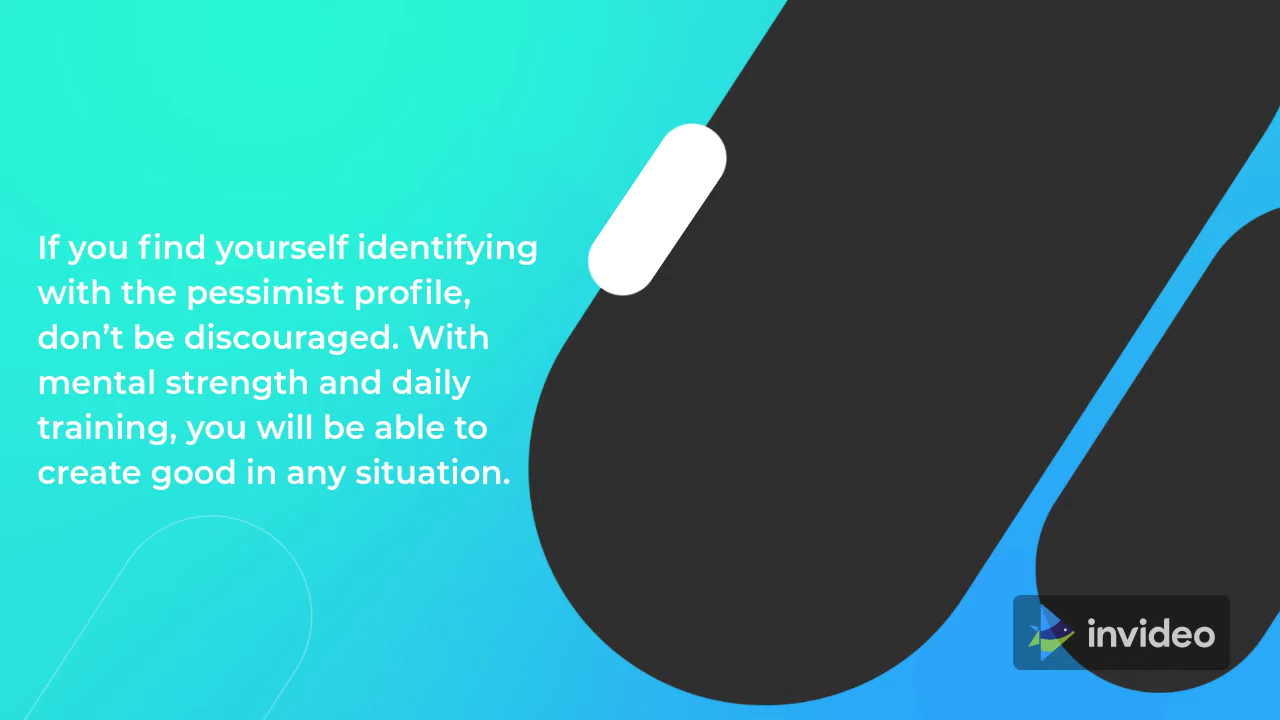 If you find yourself identifying
with the pessimist profile,
don’t be discouraged. With
mental strength and daily
training, you will be able to
create good in any situation.
invideo